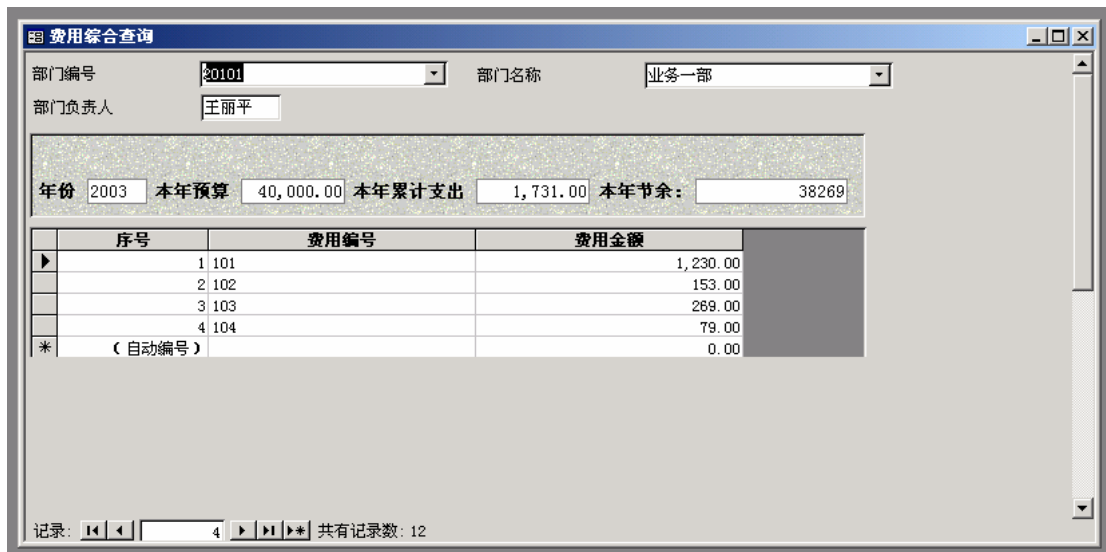 费用综合查询
部门编号 20101 部门名称 业务一部
部门负责人 王丽平
年份 2003 本年预算 40,000.00 本年累计支出 1,731.00 本年节余： 38269
序号 费用编号 费用金额
1 101 1,230.00
2 102 153.00
3 103 269.00
4 104 79.00
* (自动编号) 0.00
记录: 4 共有记录数: 12